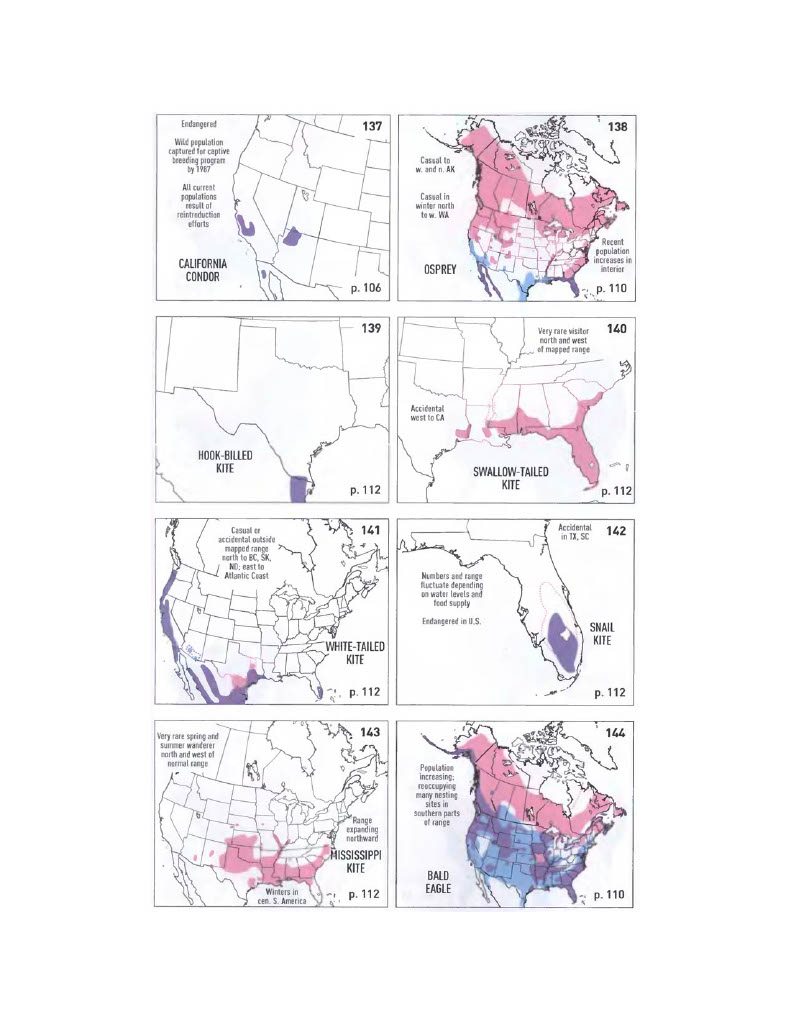 137
Endangered
Wild population
captured for captive
breeding program
by 1987
All current
populations
result of
reintroduction
efforts
CALIFORNIA
CONDOR
p. 106
138
Casual to
w. and n. AK
Casual in
winter north
to w. WA
Recent
population
increases in
interior
OSPREY
p. 110
139
HOOK-BILLED
KITE
p. 112
140
Very rare visitor
north and west
of mapped range
Accidental
west to CA
SWALLOW-TAILED
KITE
p. 112
141
Casual or
accidental outside
mapped range
north to BC, SK,
ND; east to
Atlantic Coast
WHITE-TAILED
KITE
p. 112
142
Accidental
in TX, SC
Numbers and range
fluctuate depending
on water levels and
food supply
Endangered in U.S.
SNAIL
KITE
p. 112
143
Very rare spring and
summer wanderer
north and west of
normal range
Range
expanding
northward
MISSISSIPPI
KITE
Winters in
cen. S. America
p. 112
144
Population
increasing;
reoccupying
many nesting
sites in
southern parts
of range
BALD
EAGLE
p. 110